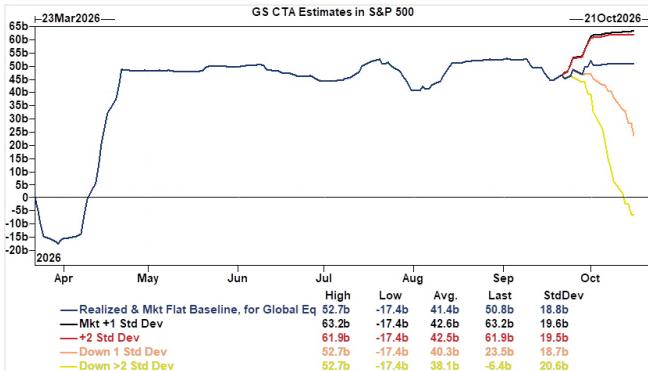 GS CTA Estimates in S&P 500
23Mar2026
21Oct2026
65b
60b
55b
50b
45b
40b
35b
30b
25b
20b
15b
10b
5b
0
-5b
-10b
-15b
-20b
2026
Apr May Jun Jul Aug Sep Oct
High Low Avg. Last StdDev
Realized & Mkt Flat Baseline, for Global Eq 52.7b -17.4b 41.4b 50.8b 18.8b
Mkt +1 Std Dev 63.2b -17.4b 42.6b 63.2b 19.6b
+2 Std Dev 61.9b -17.4b 42.5b 61.9b 19.5b
Down 1 Std Dev 52.7b -17.4b 40.3b 23.5b 18.7b
Down >2 Std Dev 52.7b -17.4b 38.1b -6.4b 20.6b